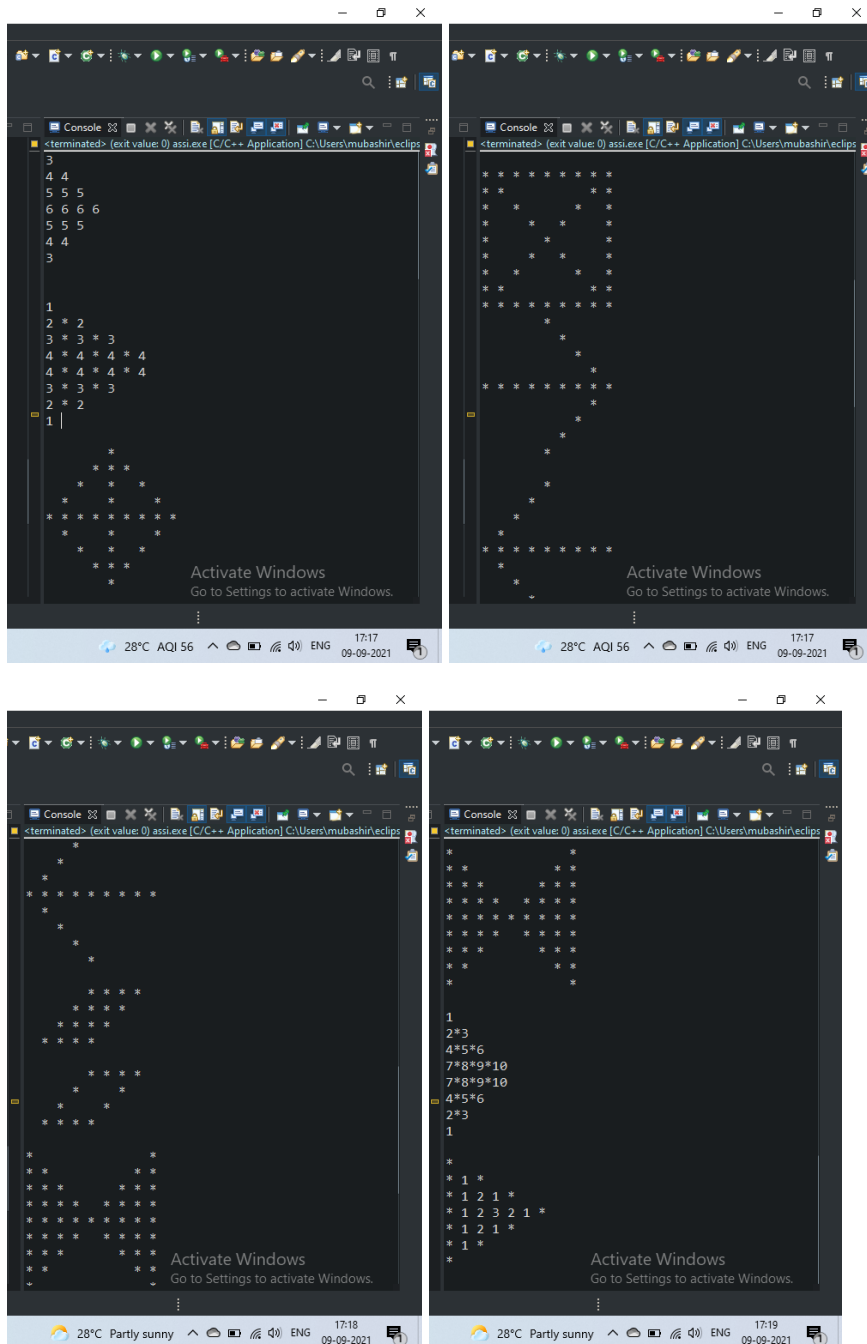 Console
<terminated> (exit value: 0) assi.exe [C/C++ Application] C:\Users\mubashir\eclips
3
4 4
5 5 5
6 6 6 6
5 5 5
4 4
3
1
2 * 2
3 * 3 * 3
4 * 4 * 4 * 4
4 * 4 * 4 * 4
3 * 3 * 3
2 * 2
1
        *
      * * *
    *   *   *
  *     *     *
* * * * * * * * *
  *     *     *
    *   *   *
      * * *
        *
Activate Windows
Go to Settings to activate Windows.
28°C AQI 56 ENG 17:17
09-09-2021
1
Console
<terminated> (exit value: 0) assi.exe [C/C++ Application] C:\Users\mubashir\eclips
* * * * * * * * *
* *           * *
*   *       *   *
*     *   *     *
*       *       *
*     *   *     *
*   *       *   *
* *           * *
* * * * * * * * *
        *
          *
            *
              *
* * * * * * * * *
              *
            *
          *
        *
        *
      *
    *
  *
* * * * * * * * *
  *
    *
      *
Activate Windows
Go to Settings to activate Windows.
28°C AQI 56 ENG 17:17
09-09-2021
1
Console
<terminated> (exit value: 0) assi.exe [C/C++ Application] C:\Users\mubashir\eclips
      *
    *
  *
* * * * * * * * *
  *
    *
      *
        *
        * * * *
      * * * *
    * * * *
  * * * *
        * * * *
      *     *
    *     *
  * * * *
*               *
* *           * *
* * *       * * *
* * * *   * * * *
* * * * * * * * *
* * * *   * * * *
* * *       * * *
* *           * *
*               *
Activate Windows
Go to Settings to activate Windows.
28°C Partly sunny ENG 17:18
09-09-2021
1
Console
<terminated> (exit value: 0) assi.exe [C/C++ Application] C:\Users\mubashir\eclips
*               *
* *           * *
* * *       * * *
* * * *   * * * *
* * * * * * * * *
* * * *   * * * *
* * *       * * *
* *           * *
*               *
1
2*3
4*5*6
7*8*9*10
7*8*9*10
4*5*6
2*3
1
*
* 1 *
* 1 2 1 *
* 1 2 3 2 1 *
* 1 2 1 *
* 1 *
*
Activate Windows
Go to Settings to activate Windows.
28°C Partly sunny ENG 17:19
09-09-2021
1